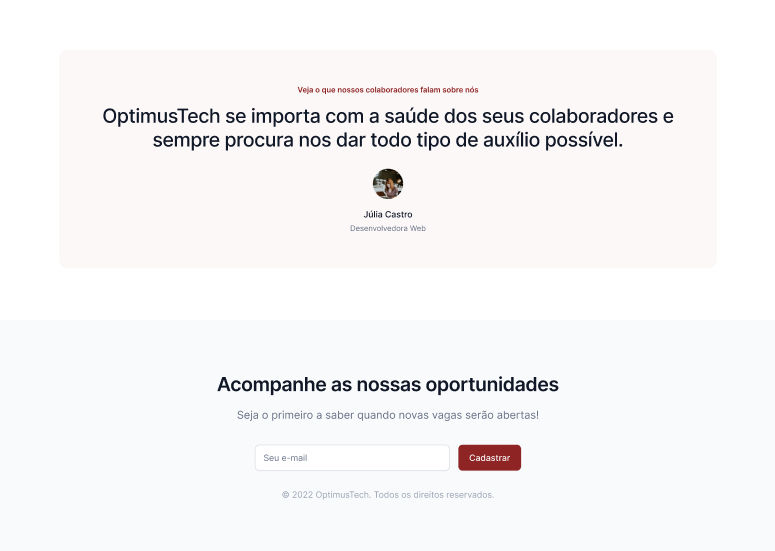 Veja o que nossos colaboradores falam sobre nós
OptimusTech se importa com a saúde dos seus colaboradores e
sempre procura nos dar todo tipo de auxílio possível.
Júlia Castro
Desenvolvedora Web
Acompanhe as nossas oportunidades
Seja o primeiro a saber quando novas vagas serão abertas!
Seu e-mail
Cadastrar
© 2022 OptimusTech. Todos os direitos reservados.